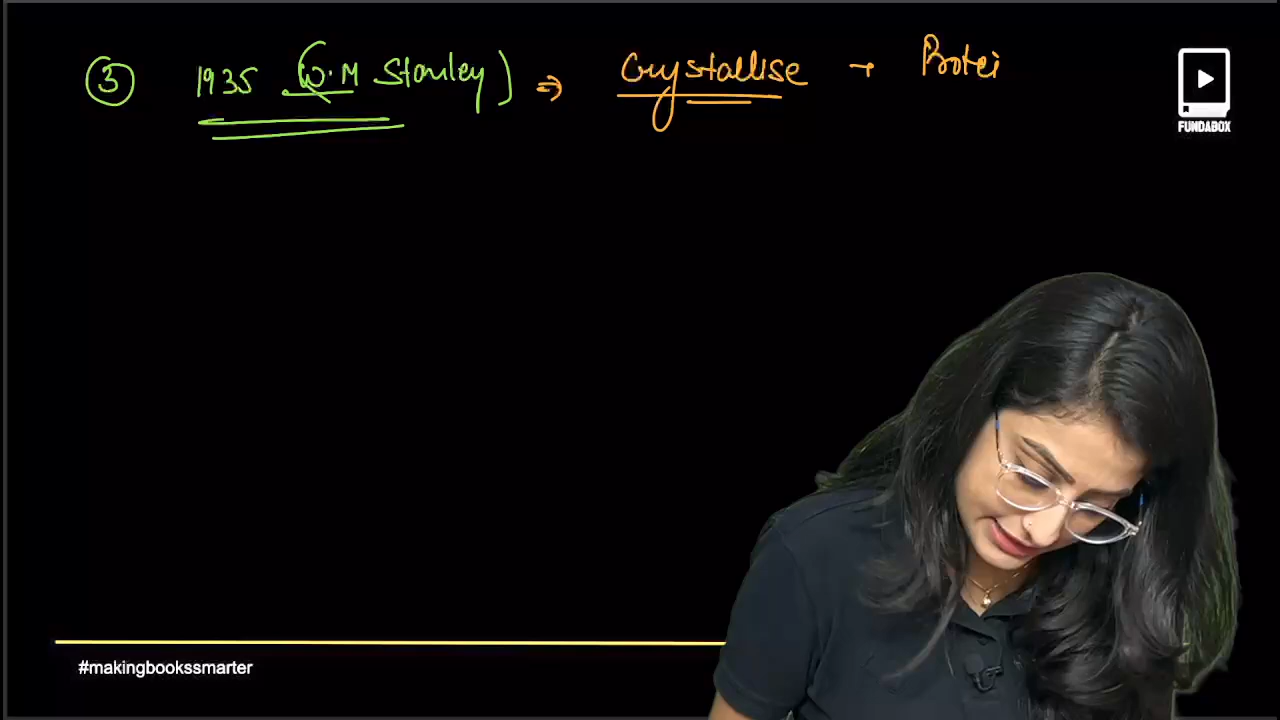 ③ 1935 (W.M Stanley) ⇒ Crystallise → Protei
FUNDABOX
#makingbookssmarter